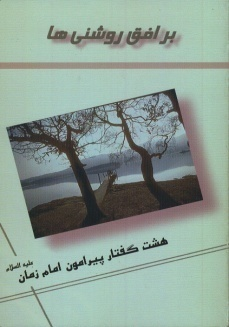 بر افق روشنی ها
هشت گفتار پیرامون امام زمان علیه السلام